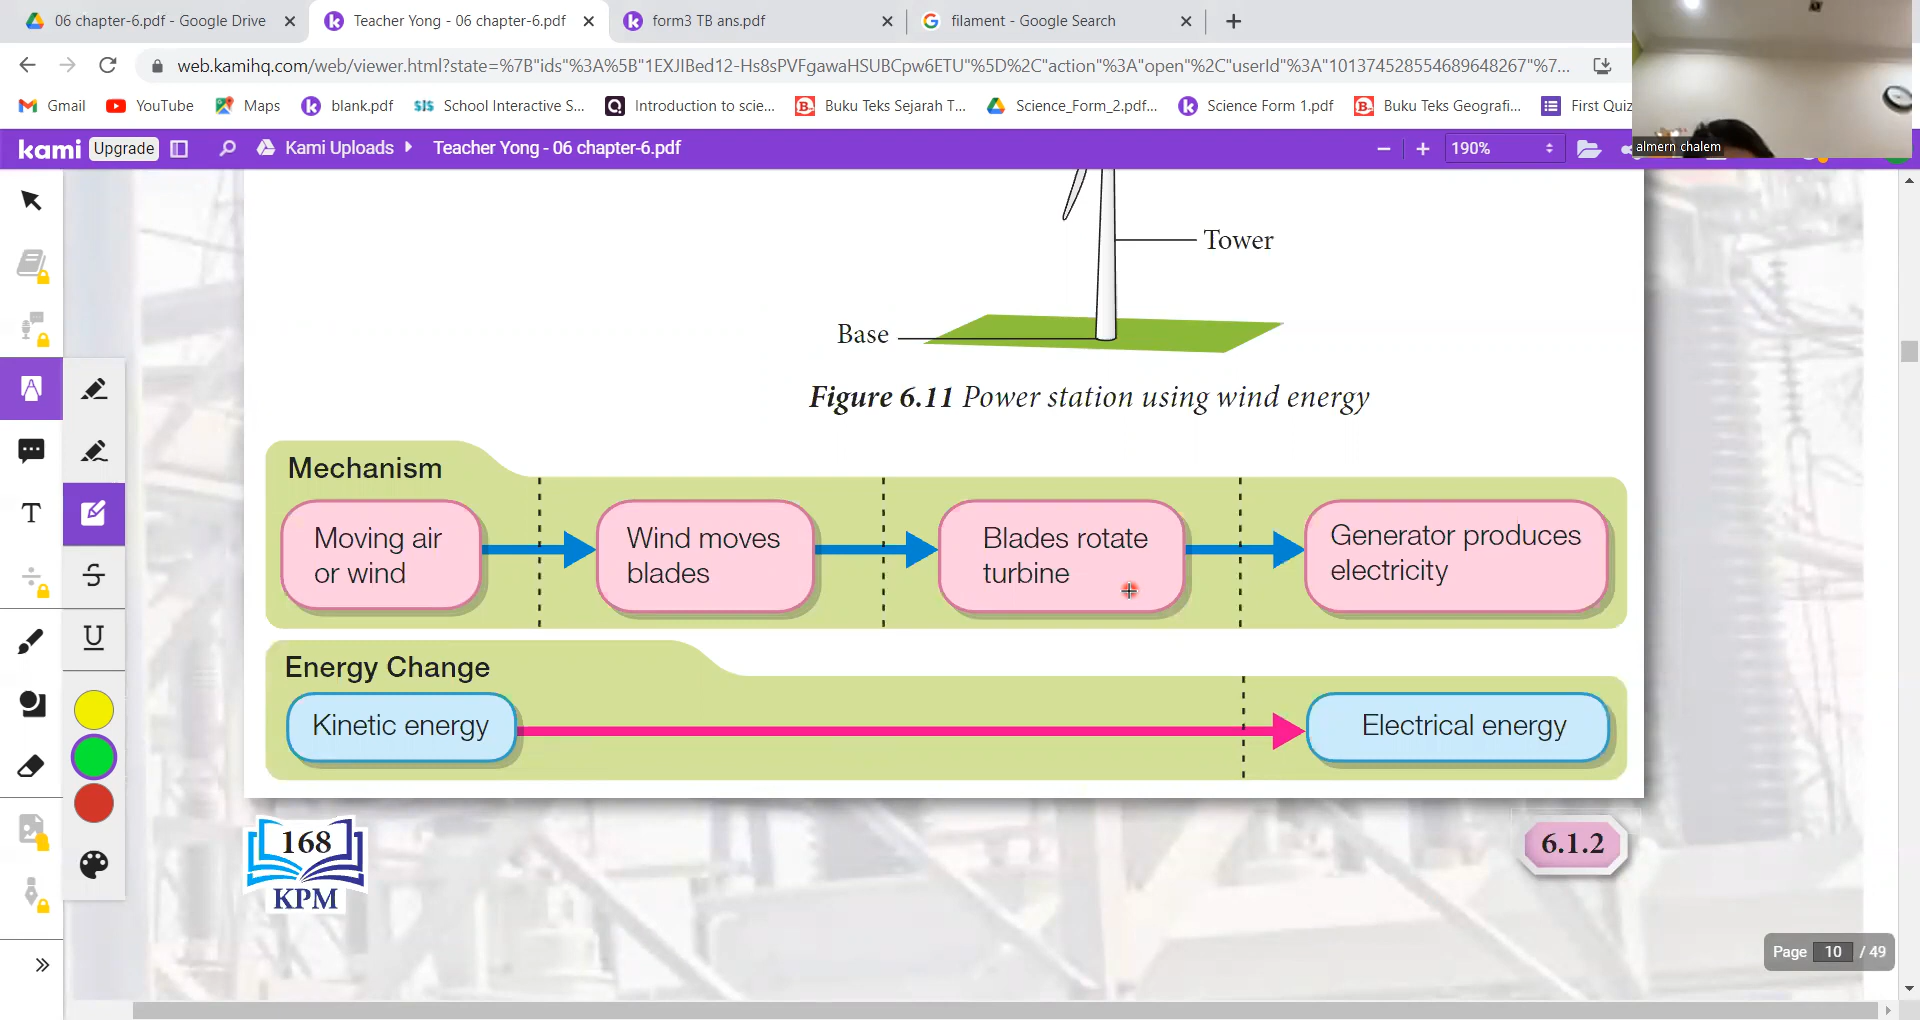 06 chapter-6.pdf - Google Drive
Teacher Yong - 06 chapter-6.pdf
form3 TB ans.pdf
filament - Google Search
web.kamihq.com/web/viewer.html?state=%7B"ids"%3A%5B"1EXJIBed12-Hs8sPVFgawaHSUBCpw6ETU"%5D%2C"action"%3A"open"%2C"userId"%3A"101374528554689648267"%7...
Gmail YouTube Maps blank.pdf SIS School Interactive S... Introduction to scie... Buku Teks Sejarah T... Science_Form_2.pdf... Science Form 1.pdf Buku Teks Geografi... First Quiz
almern chalem
kami Upgrade Kami Uploads Teacher Yong - 06 chapter-6.pdf 190%
Tower
Base
Figure 6.11 Power station using wind energy
Mechanism
Moving air
or wind
Wind moves
blades
Blades rotate
turbine
Generator produces
electricity
Energy Change
Kinetic energy
Electrical energy
168
KPM
6.1.2
Page 10 / 49